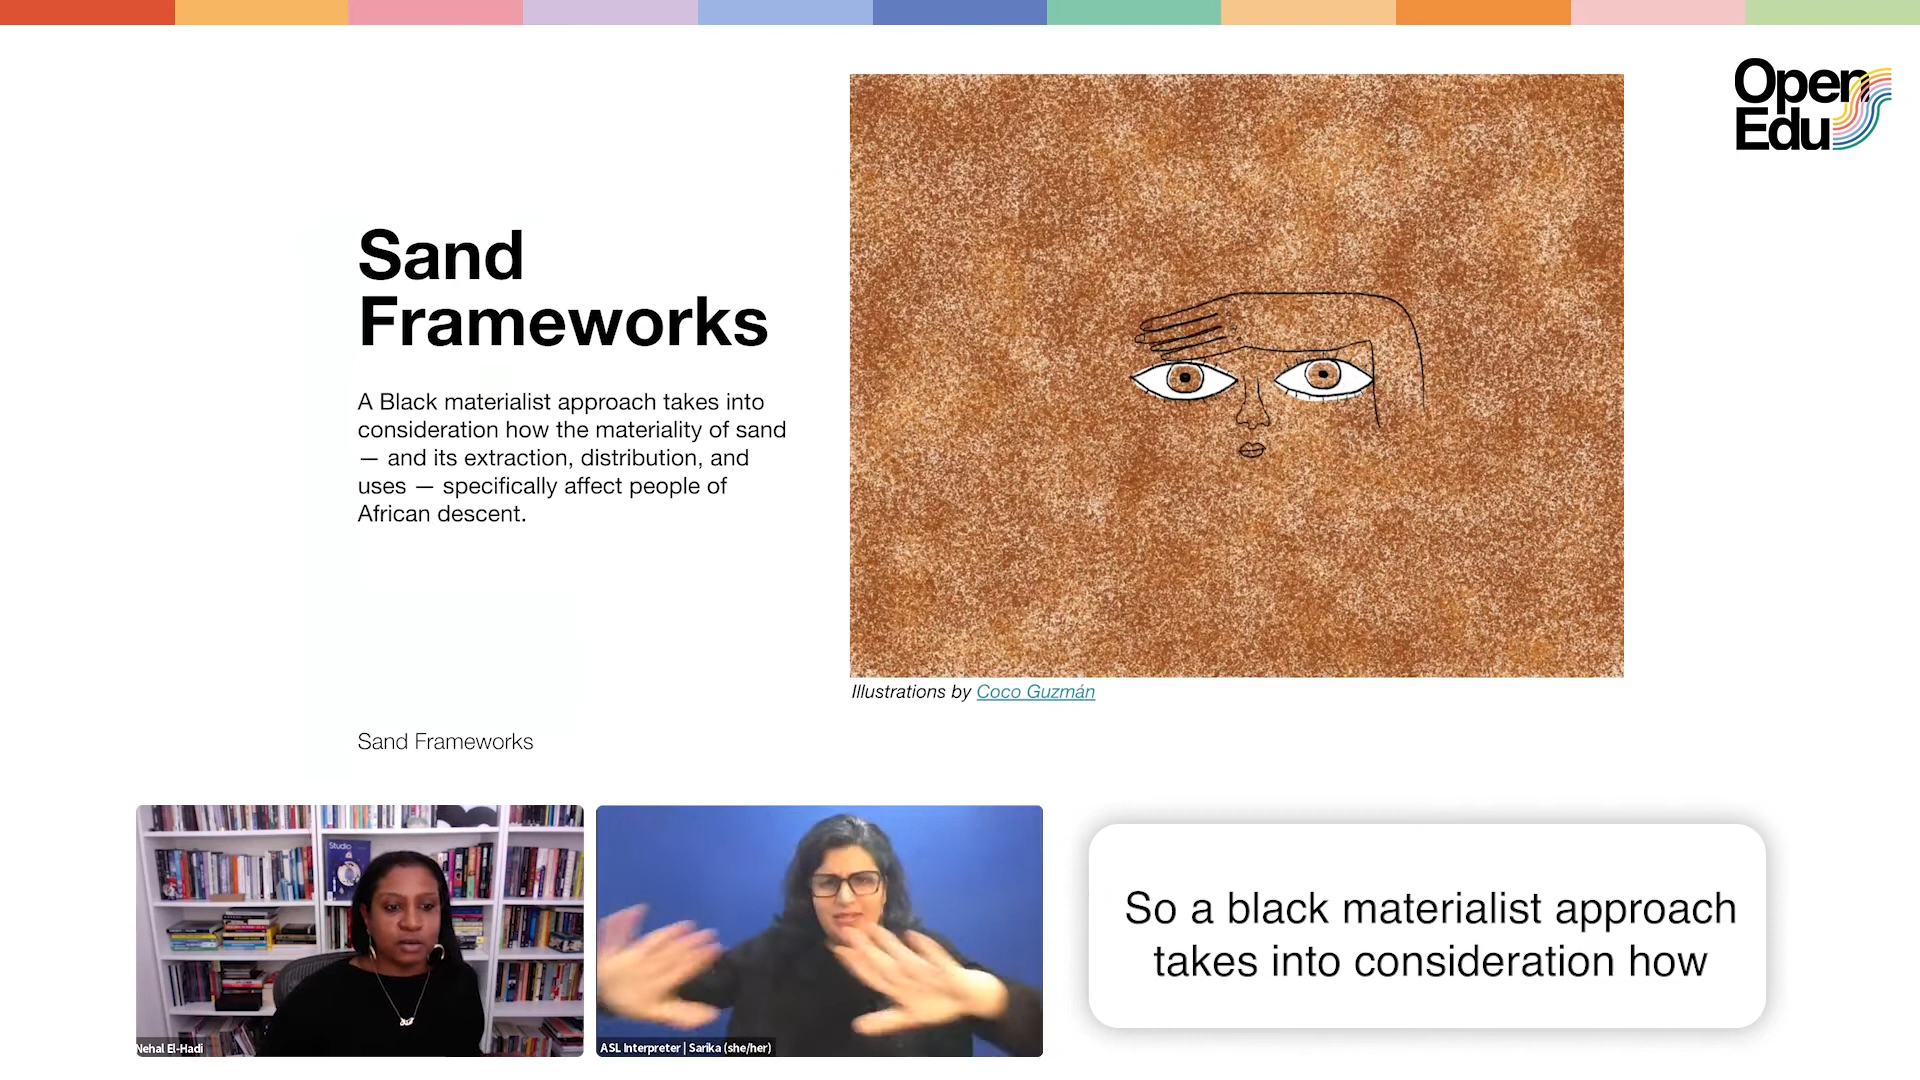 Open
Edu
Sand
Frameworks
A Black materialist approach takes into
consideration how the materiality of sand
— and its extraction, distribution, and
uses — specifically affect people of
African descent.
Illustrations by Coco Guzmán
Sand Frameworks
Studio
Nehal El-Hadi
ASL Interpreter | Sarika (she/her)
So a black materialist approach
takes into consideration how